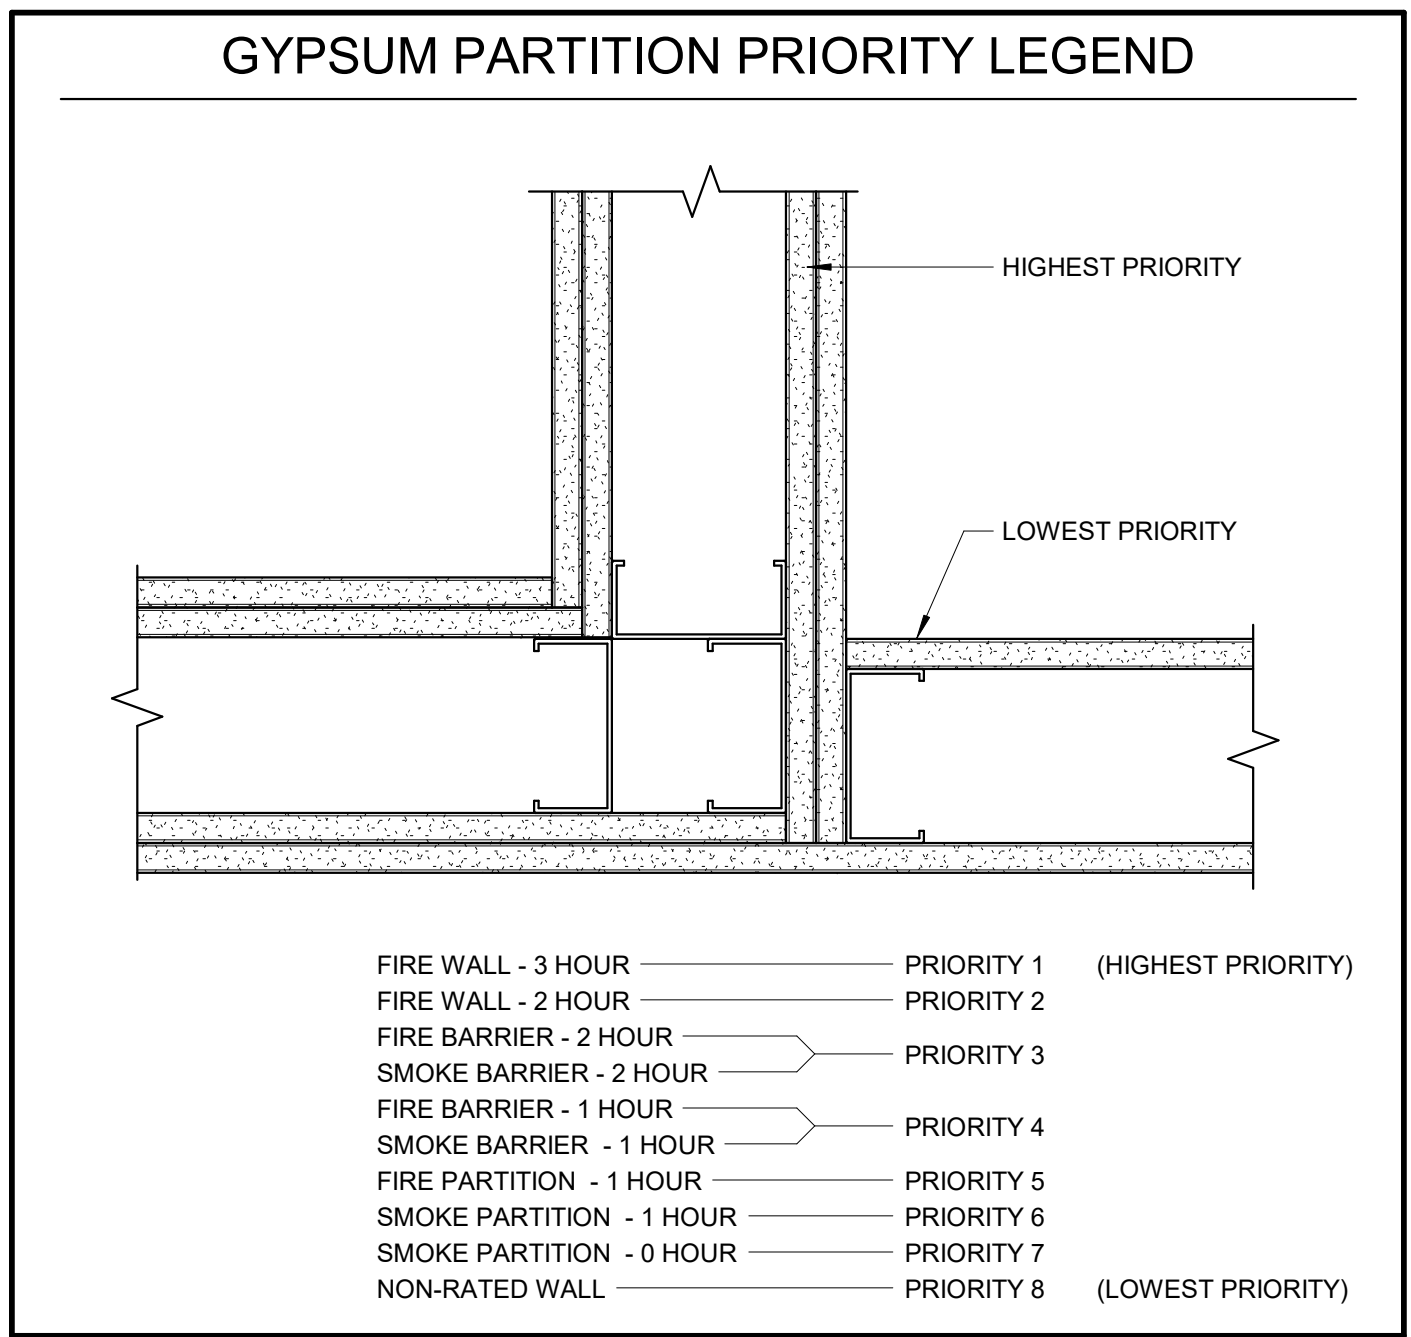 GYPSUM PARTITION PRIORITY LEGEND
HIGHEST PRIORITY
LOWEST PRIORITY
FIRE WALL - 3 HOUR PRIORITY 1 (HIGHEST PRIORITY)
FIRE WALL - 2 HOUR PRIORITY 2
FIRE BARRIER - 2 HOUR
PRIORITY 3
SMOKE BARRIER - 2 HOUR
FIRE BARRIER - 1 HOUR
PRIORITY 4
SMOKE BARRIER - 1 HOUR
FIRE PARTITION - 1 HOUR PRIORITY 5
SMOKE PARTITION - 1 HOUR PRIORITY 6
SMOKE PARTITION - 0 HOUR PRIORITY 7
NON-RATED WALL PRIORITY 8 (LOWEST PRIORITY)